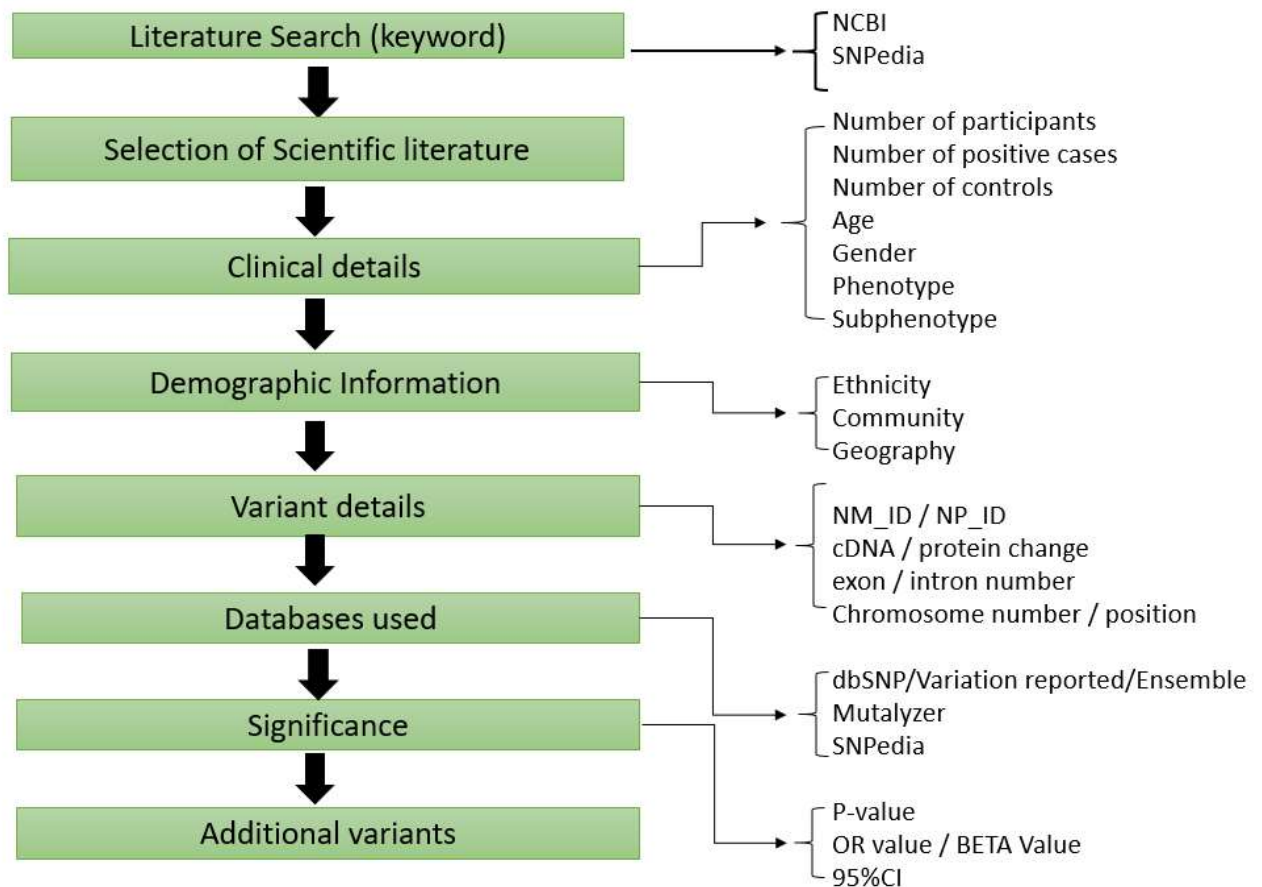 Literature Search (keyword)
NCBI
SNPedia
Selection of Scientific literature
Clinical details
Number of participants
Number of positive cases
Number of controls
Age
Gender
Phenotype
Subphenotype
Demographic Information
Ethnicity
Community
Geography
Variant details
NM_ID / NP_ID
cDNA / protein change
exon / intron number
Chromosome number / position
Databases used
dbSNP/Variation reported/Ensemble
Mutalyzer
SNPedia
Significance
P-value
OR value / BETA Value
95%CI
Additional variants